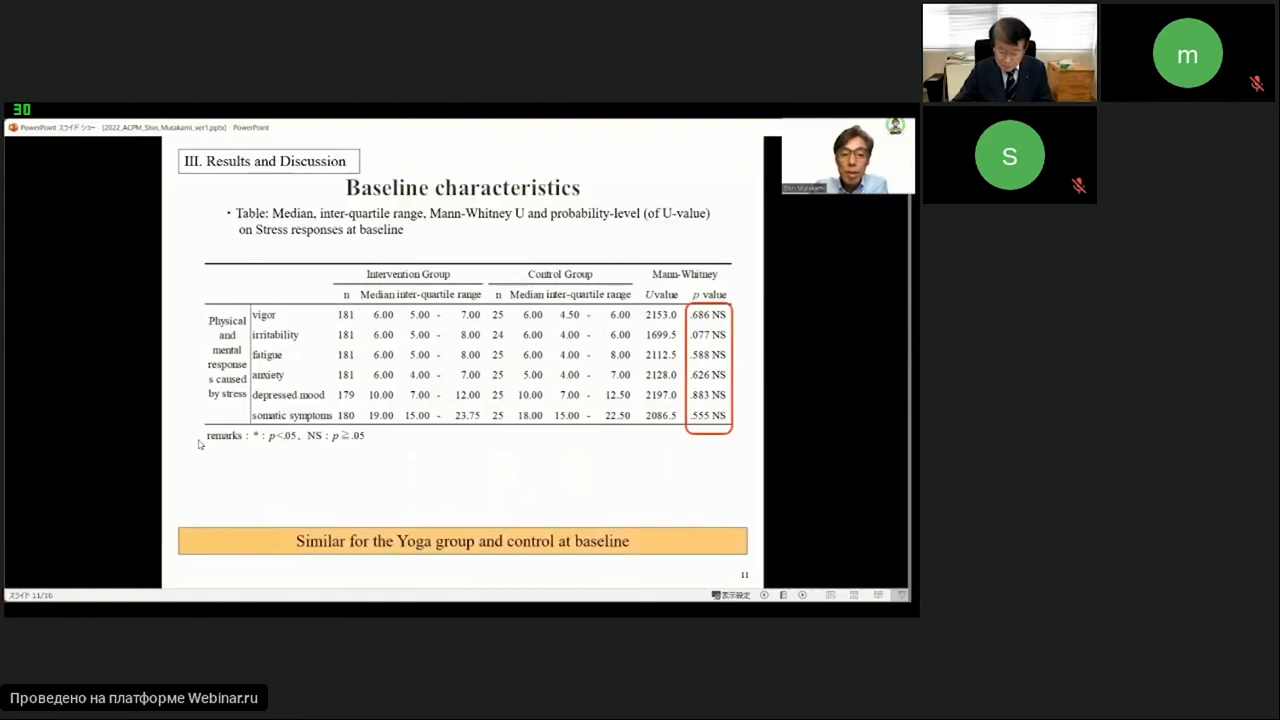 30
PowerPoint スライド ショー - [2022_ACPM_Shin_Murakami_ver1.pptx] - PowerPoint
III. Results and Discussion
Baseline characteristics
・Table: Median, inter-quartile range, Mann-Whitney U and probability-level (of U-value)
on Stress responses at baseline
Intervention Group Control Group Mann-Whitney
n Median inter-quartile range n Median inter-quartile range U value p value
Physical and mental response s caused by stress
vigor 181 6.00 5.00 - 7.00 25 6.00 4.50 - 6.00 2153.0 .686 NS
irritability 181 6.00 5.00 - 8.00 24 6.00 4.00 - 6.00 1699.5 .077 NS
fatigue 181 6.00 5.00 - 8.00 25 6.00 4.00 - 8.00 2112.5 .588 NS
anxiety 181 6.00 4.00 - 7.00 25 5.00 4.00 - 7.00 2128.0 .626 NS
depressed mood 179 10.00 7.00 - 12.00 25 10.00 7.00 - 12.50 2197.0 .883 NS
somatic symptoms 180 19.00 15.00 - 23.75 25 18.00 15.00 - 22.50 2086.5 .555 NS
remarks : * : p<.05、NS : p≧.05
Similar for the Yoga group and control at baseline
11
スライド 11/16
表示設定
Shin Murakami
m
S
Проведено на платформе Webinar.ru